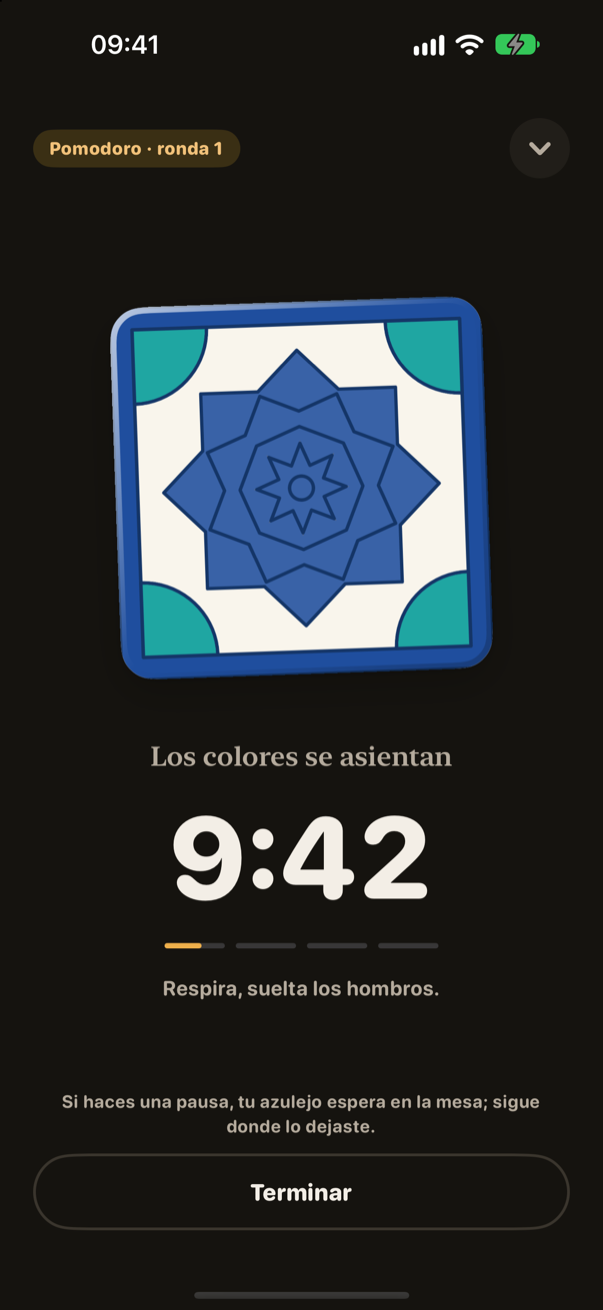 09:41
Pomodoro · ronda 1
Los colores se asientan
9:42
Respira, suelta los hombros.
Si haces una pausa, tu azulejo espera en la mesa; sigue
donde lo dejaste.
Terminar